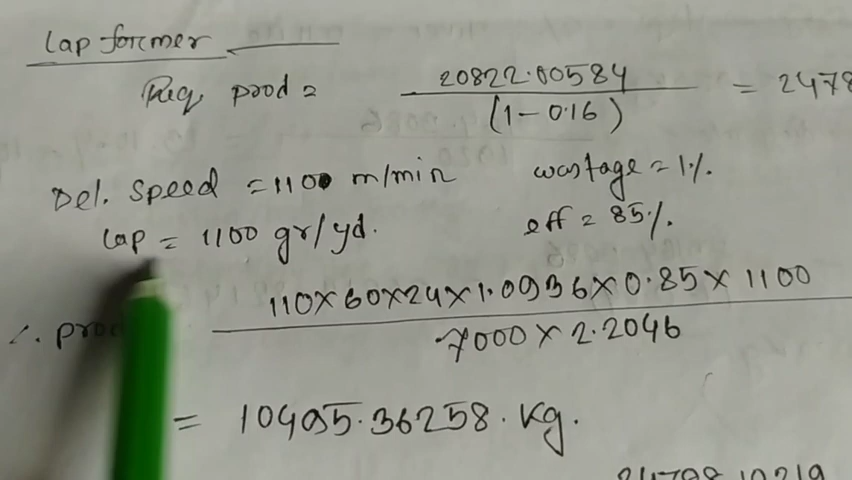 Lap former
Req. prod = 20822.00584 / (1-0.16) = 2478
Del. speed = 1100 m/min wastage = 1%.
Lap = 1100 gr/yd. eff = 85%.
∴ pro 110×60×24×1.0936×0.85×1100 / 7000×2.2046
= 10495.36258. Kg.